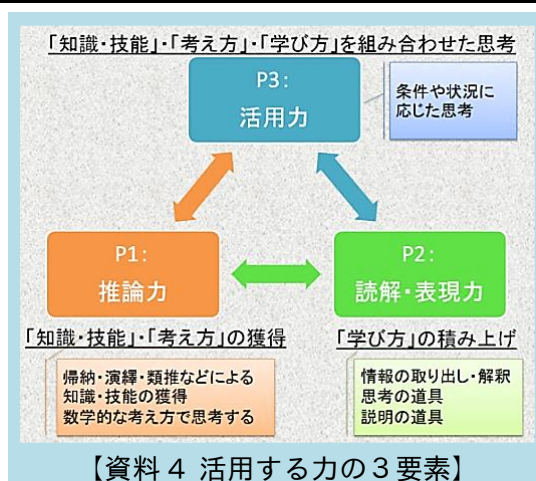 「知識・技能」・「考え方」・「学び方」を組み合わせた思考
P3:
活用力
条件や状況に
応じた思考
P1:
推論力
P2:
読解・表現力
「知識・技能」・「考え方」の獲得
帰納・演繹・類推などによる
知識・技能の獲得
数学的な考え方で思考する
「学び方」の積み上げ
情報の取り出し・解釈
思考の道具
説明の道具
【資料４ 活用する力の３要素】